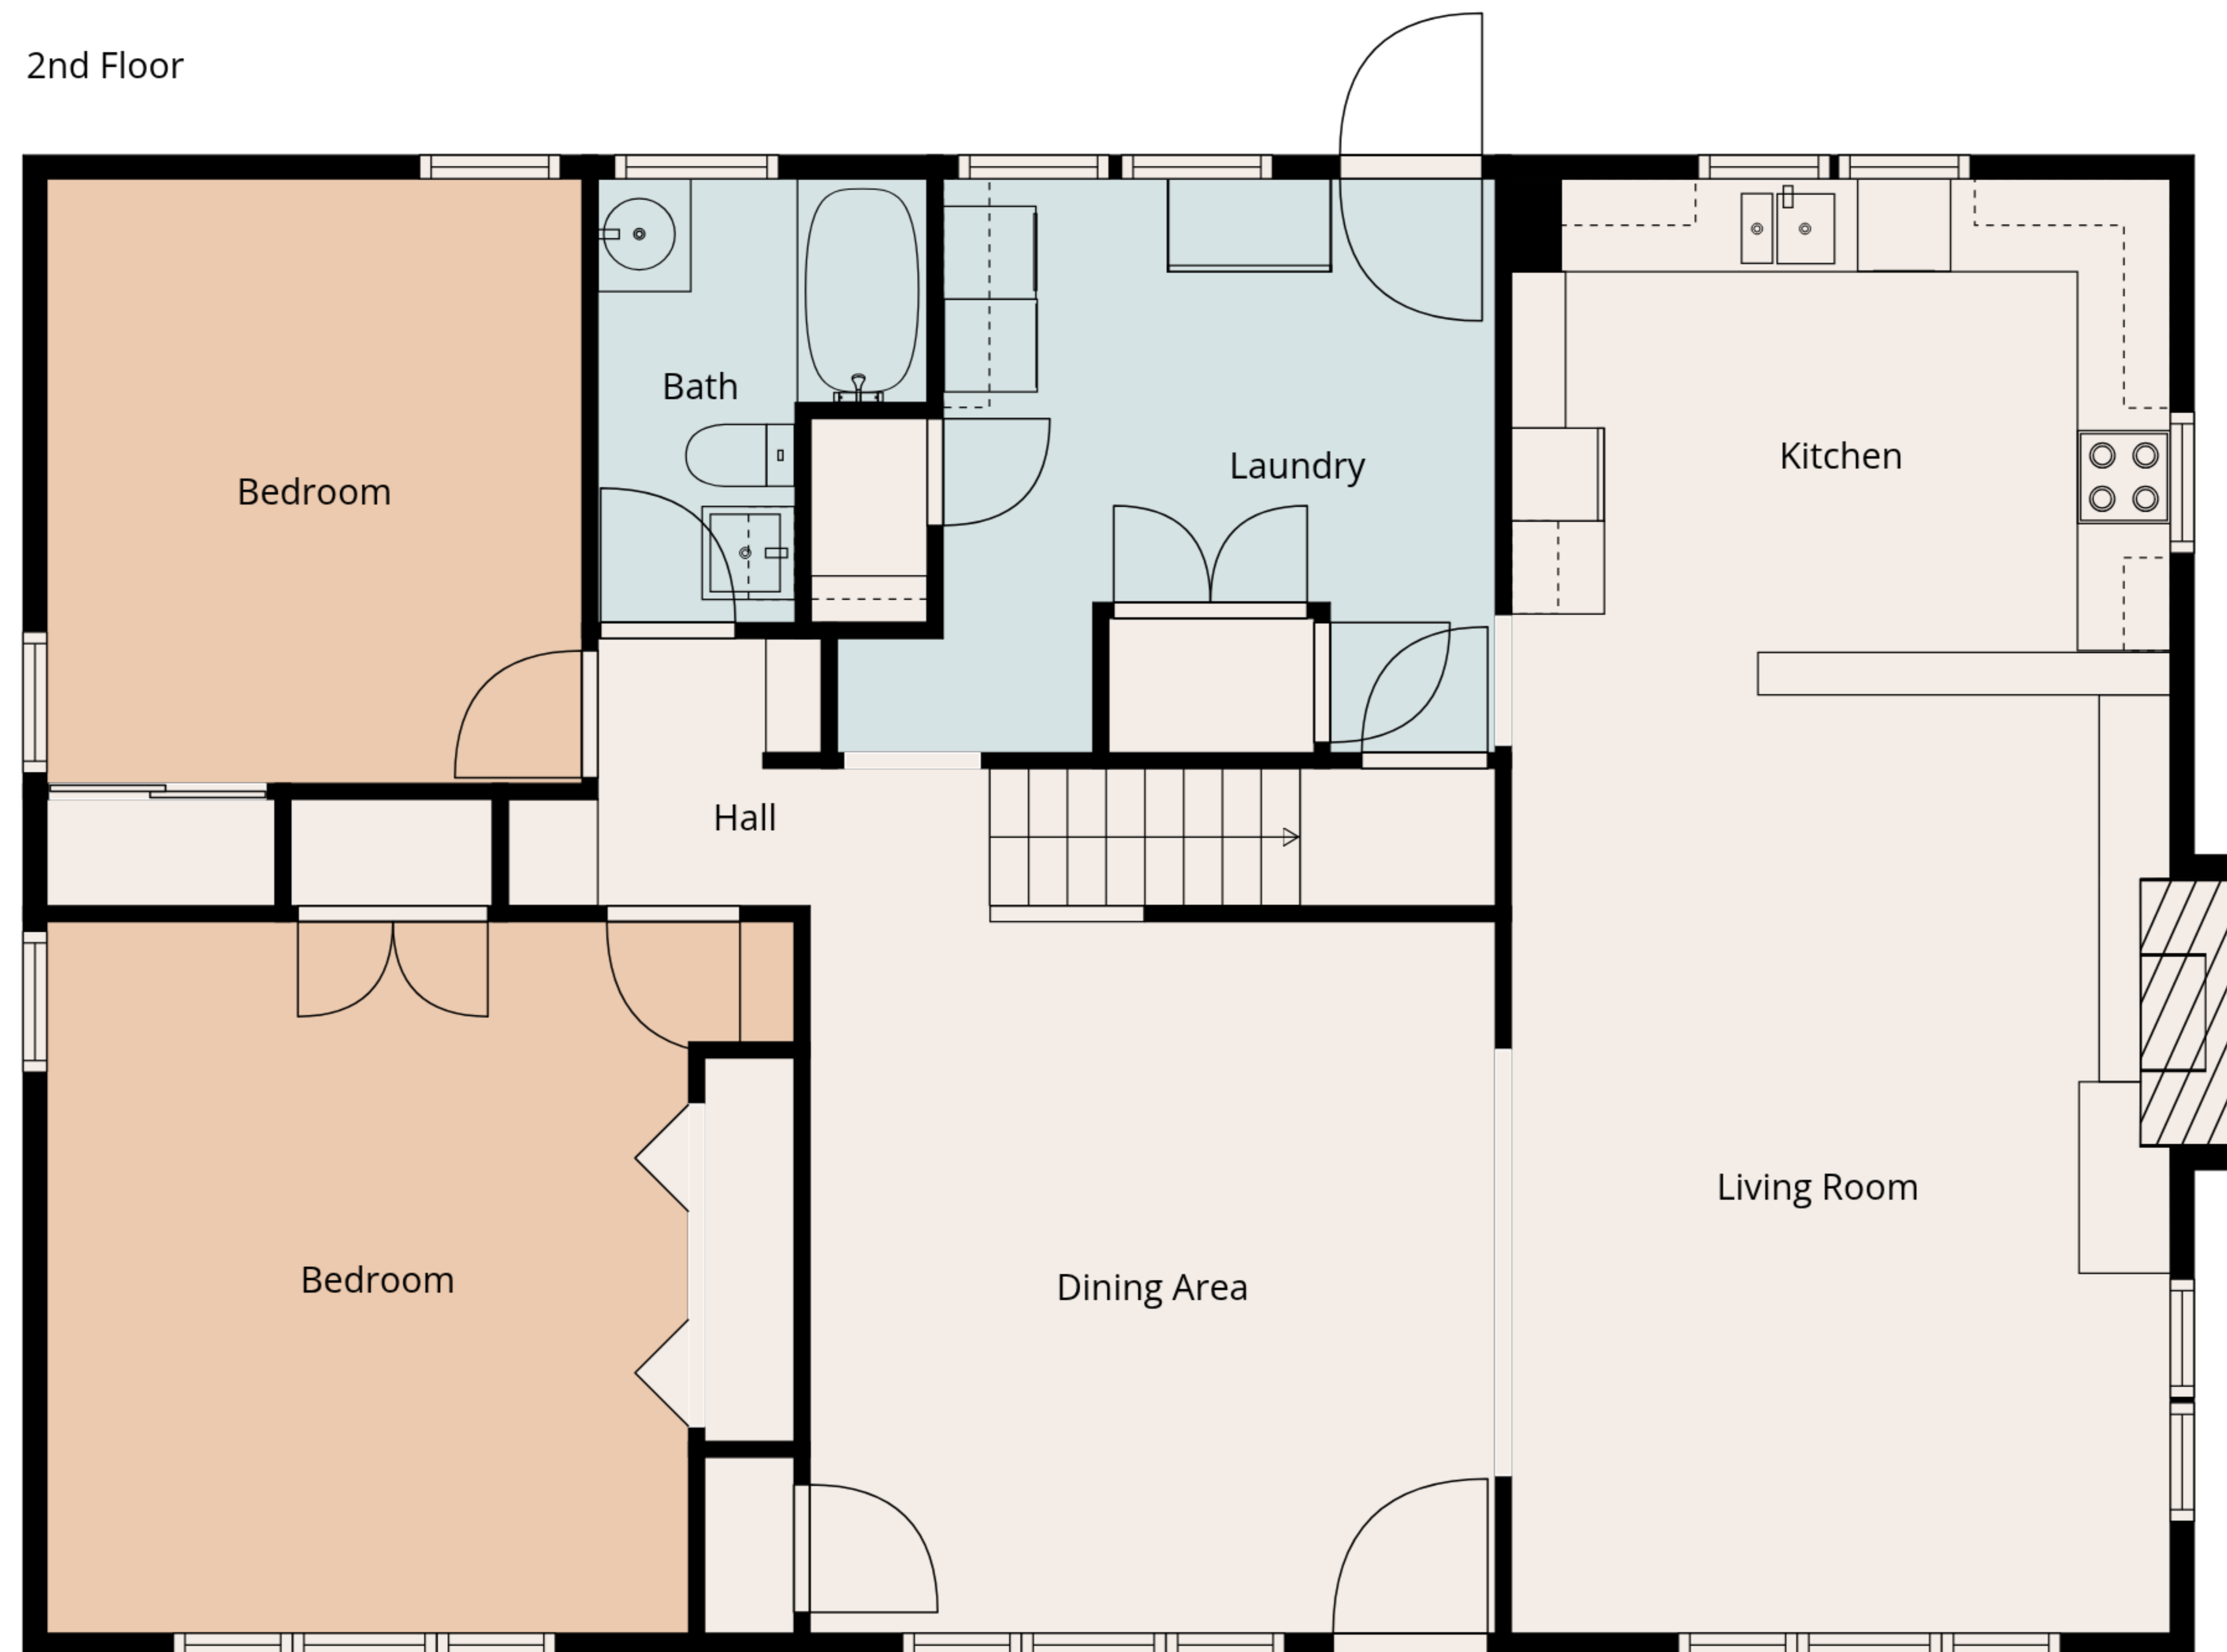 2nd Floor
Bath
Kitchen
Laundry
Bedroom
Hall
Living Room
Bedroom
Dining Area